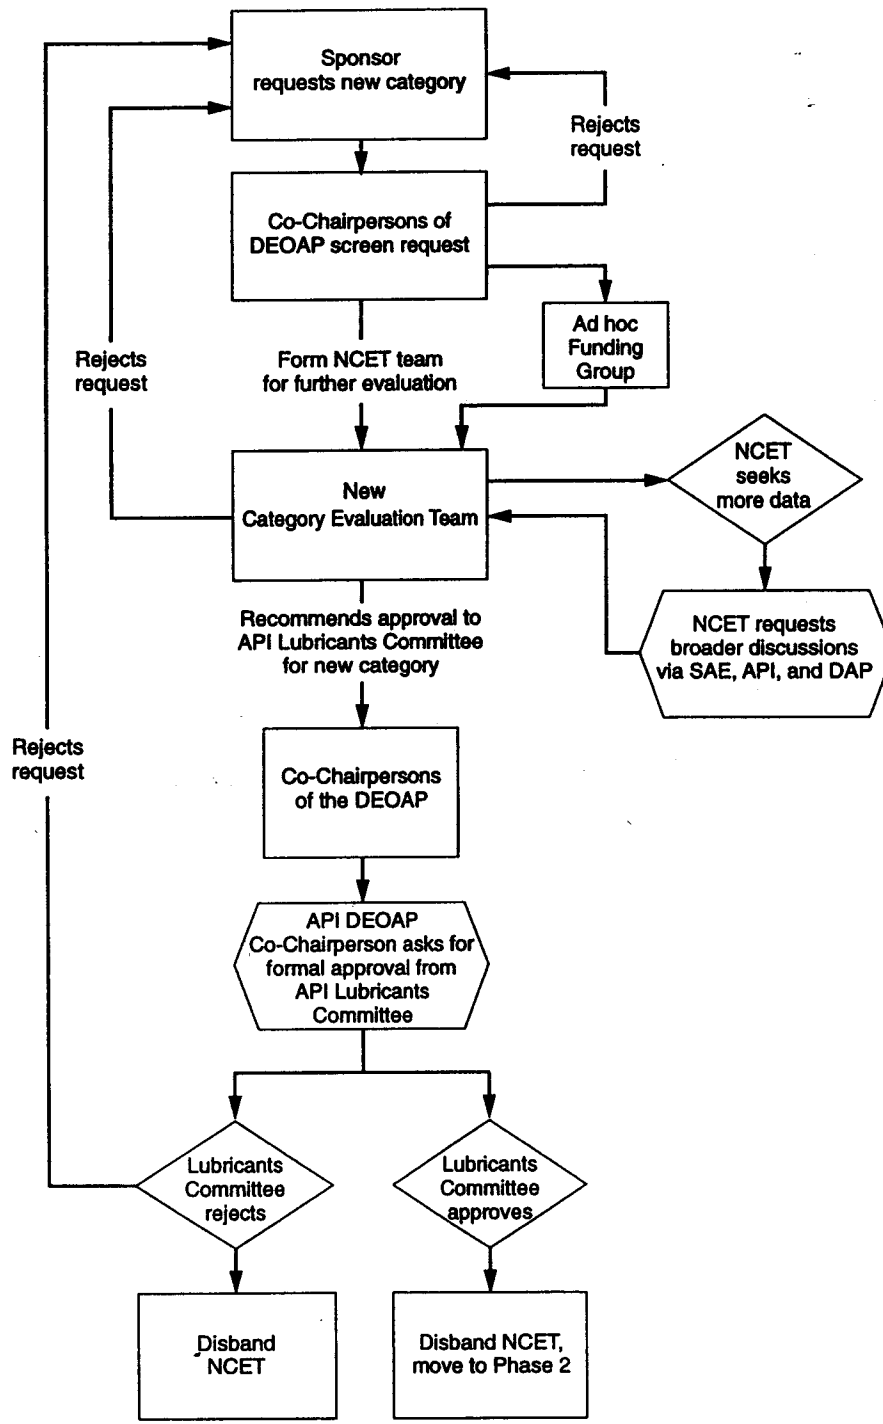 Sponsor
requests new category
Rejects
request
Co-Chairpersons of
DEOAP screen request
Ad hoc
Funding
Group
Rejects
request
Form NCET team
for further evaluation
NCET
seeks
more data
New
Category Evaluation Team
Recommends approval to
API Lubricants Committee
for new category
NCET requests
broader discussions
via SAE, API, and DAP
Rejects
request
Co-Chairpersons
of the DEOAP
API DEOAP
Co-Chairperson asks for
formal approval from
API Lubricants
Committee
Lubricants
Committee
rejects
Lubricants
Committee
approves
Disband
NCET
Disband NCET,
move to Phase 2